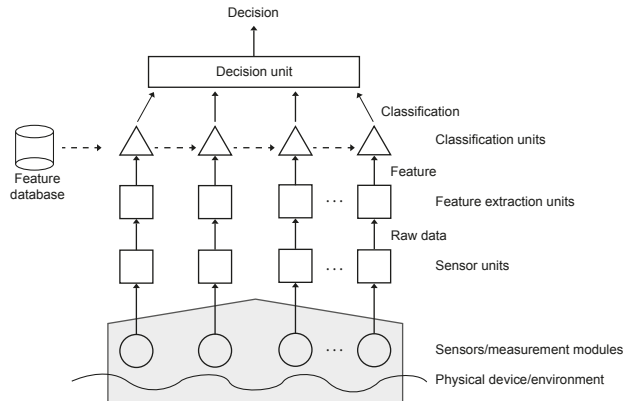 Decision
Decision unit
Classification
Classification units
Feature
database
Feature
Feature extraction units
Raw data
Sensor units
Sensors/measurement modules
Physical device/environment